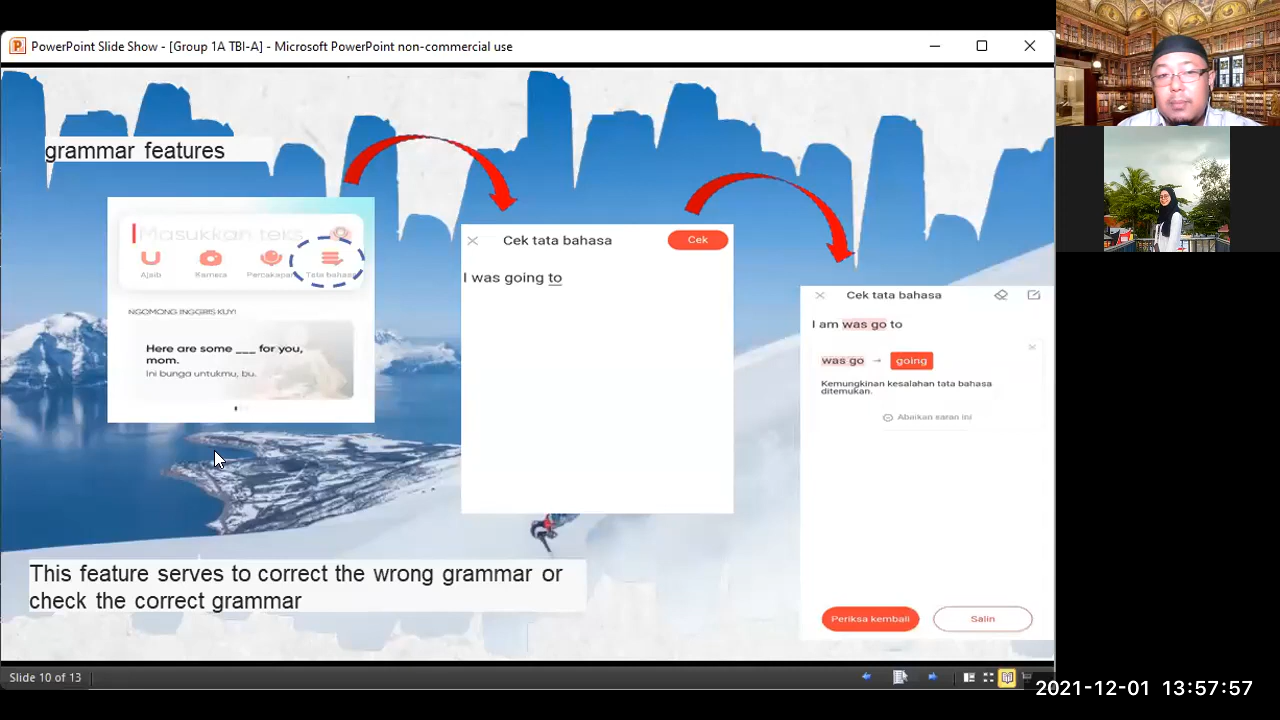 PowerPoint Slide Show - [Group 1A TBI-A] - Microsoft PowerPoint non-commercial use
grammar features
Masukkan teks
Ajaib Kamera Percakapan Tata bahasa
NGOMONG INGGRIS KUY!
Here are some ___ for you,
mom.
Ini bunga untukmu, bu.
Cek tata bahasa Cek
I was going to
Cek tata bahasa
I am was go to
was go → going
Kemungkinan kesalahan tata bahasa
ditemukan.
Abaikan saran ini
Periksa kembali Salin
This feature serves to correct the wrong grammar or
check the correct grammar
Slide 10 of 13
2021-12-01 13:57:57